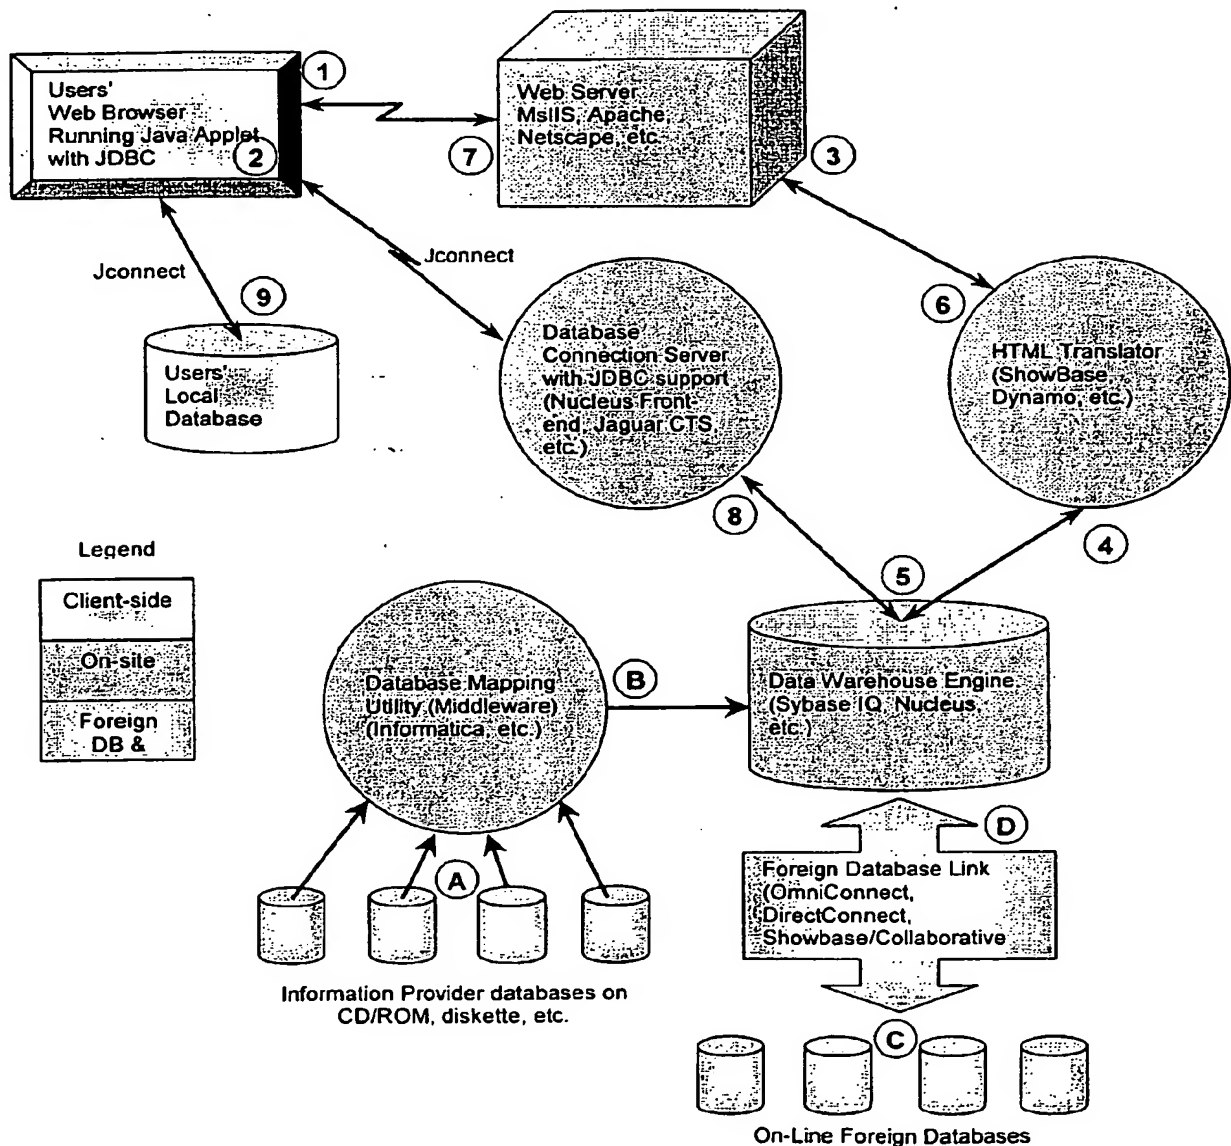 1
Users'
Web Browser
Running Java Applet
with JDBC
2
Web Server
MsIIS, Apache,
Netscape, etc.
7
3
Jconnect
Jconnect
9
6
Users'
Local
Database
Database
Connection Server
with JDBC support
(Nucleus Front-
end, Jaguar CTS,
etc.)
HTML Translator
(ShowBase,
Dynamo, etc.)
8
4
5
Legend
Client-side
On-site
Foreign
DB &
Database Mapping
Utility (Middleware)
(Informatica, etc.)
B
Data Warehouse Engine
(Sybase IQ, Nucleus,
etc.)
A
D
Foreign Database Link
(OmniConnect,
DirectConnect,
Showbase/Collaborative
Information Provider databases on
CD/ROM, diskette, etc.
C
On-Line Foreign Databases